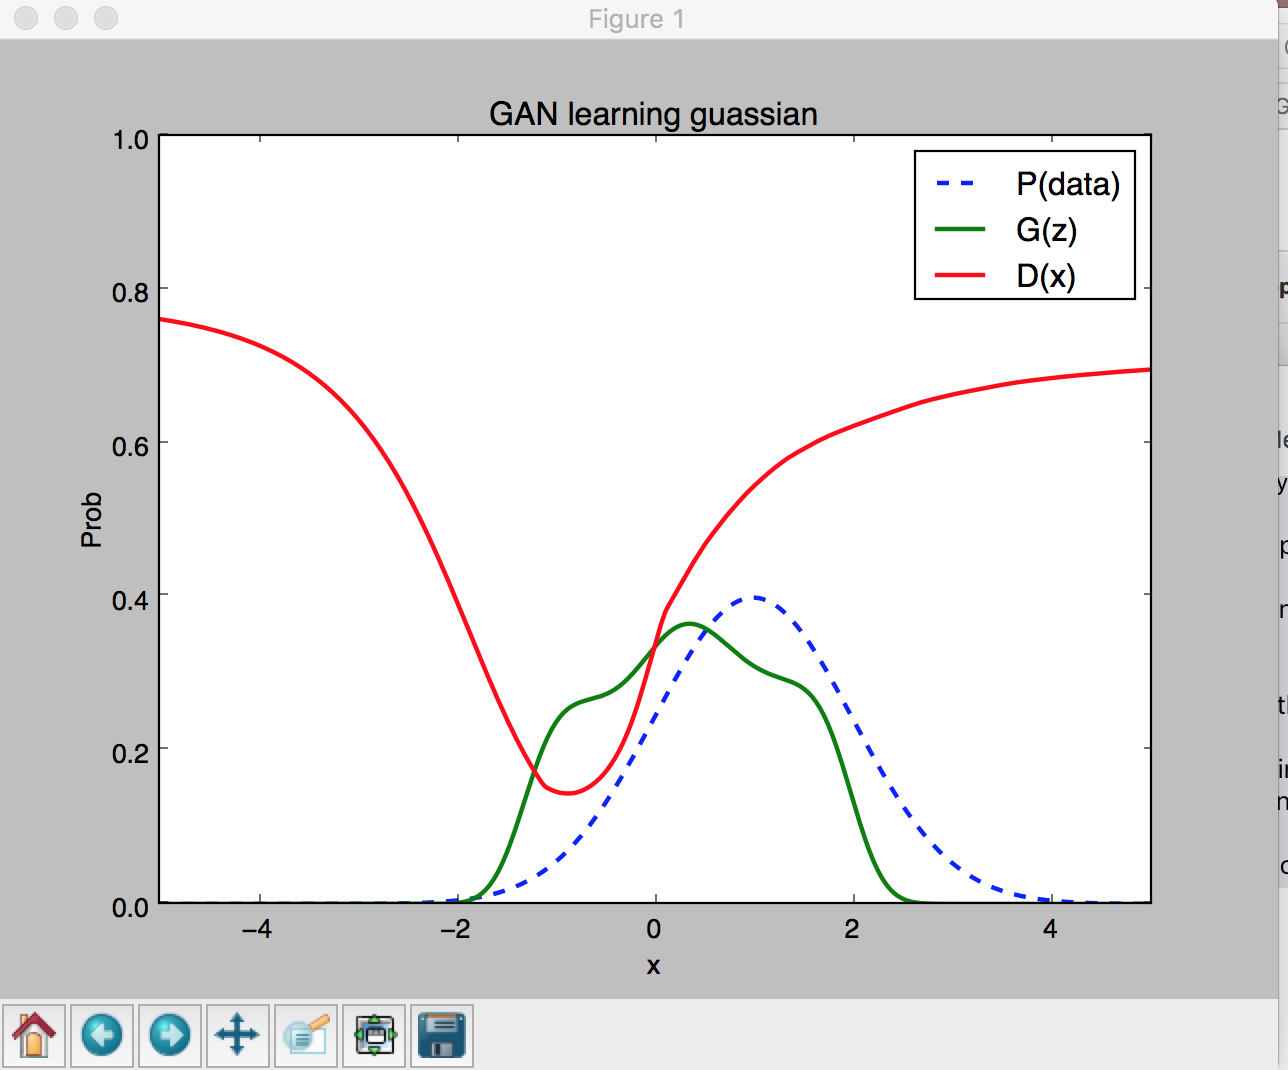 Figure 1
GAN learning guassian
1.0
0.8
0.6
0.4
0.2
0.0
Prob
P(data)
G(z)
D(x)
−4 −2 0 2 4
x